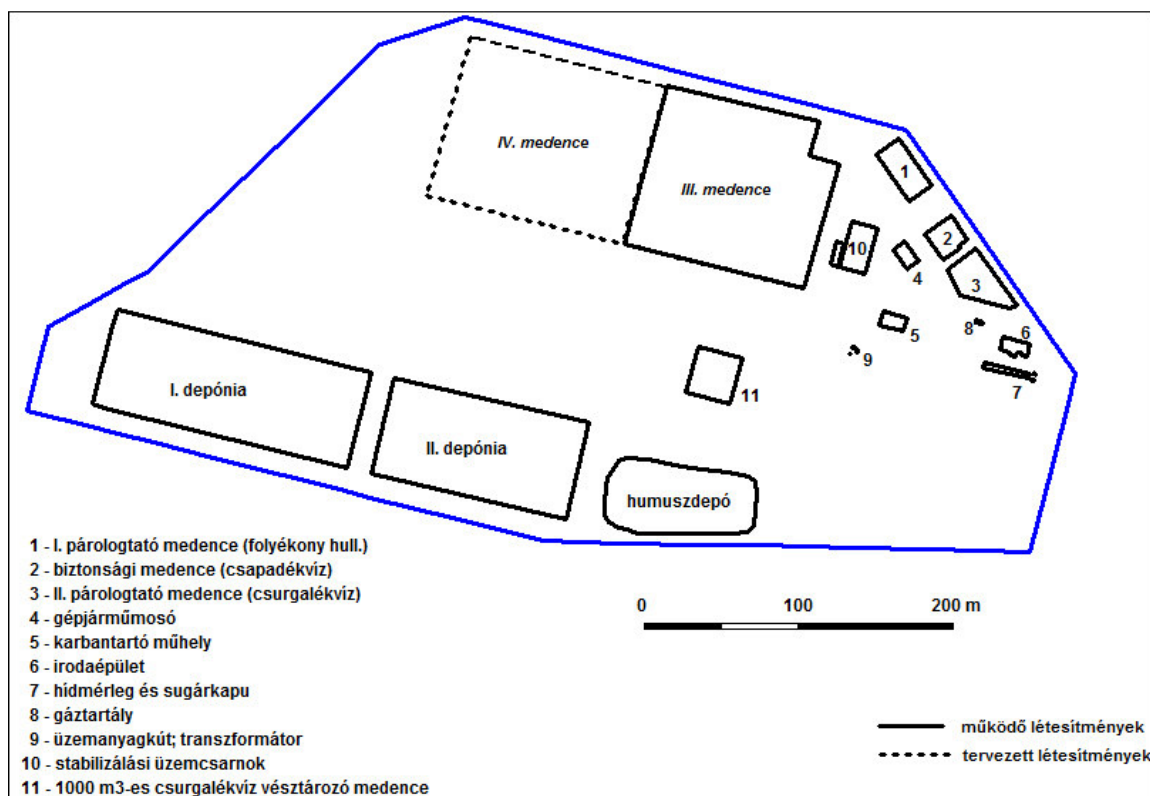 IV. medence
III. medence
1
2
10
4
3
8
5
6
9
7
11
I. depónia
II. depónia
humuszdepó
1 - I. párologtató medence (folyékony hull.)
2 - biztonsági medence (csapadékvíz)
3 - II. párologtató medence (csurgalékvíz)
4 - gépjárműmosó
5 - karbantartó műhely
6 - irodaépület
7 - hídmérleg és sugárkapu
8 - gáztartály
9 - üzemanyagkút; transzformátor
10 - stabilizálási üzemcsarnok
11 - 1000 m3-es csurgalékvíz vésztározó medence
0 100 200 m
működő létesítmények
tervezett létesítmények